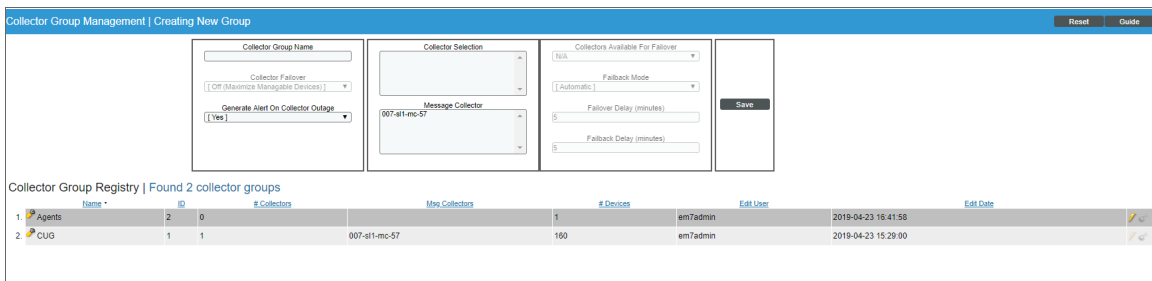 Collector Group Management | Creating New Group Reset Guide
Collector Group Name
Collector Failover
[ Off (Maximize Managable Devices) ]
Generate Alert On Collector Outage
[ Yes ]
Collector Selection
Message Collector
007-sl1-mc-57
Collectors Available For Failover
N/A
Failback Mode
[ Automatic ]
Failover Delay (minutes)
5
Failback Delay (minutes)
5
Save
Collector Group Registry | Found 2 collector groups
Name ID # Collectors Msg Collectors # Devices Edit User Edit Date
1. Agents 2 0 1 em7admin 2019-04-23 16:41:58
2. CUG 1 1 007-sl1-mc-57 160 em7admin 2019-04-23 15:29:00